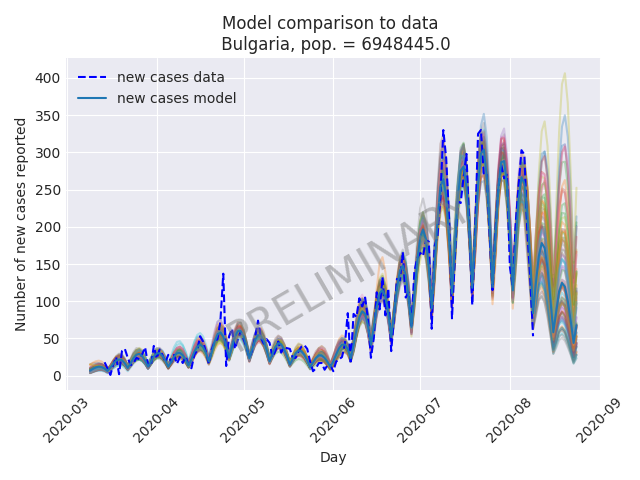 Model comparison to data
Bulgaria, pop. = 6948445.0
new cases data
new cases model
400
350
300
250
200
150
100
50
0
Number of new cases reported
PRELIMINARY
2020-03
2020-04
2020-05
2020-06
2020-07
2020-08
2020-09
Day